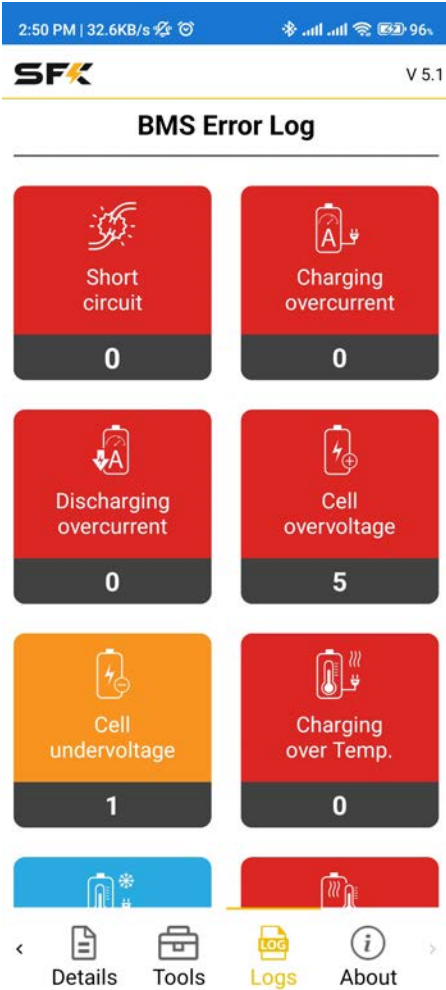 2:50 PM | 32.6KB/s
96%
SFK
V 5.1
BMS Error Log
Short
circuit
0
A
Charging
overcurrent
0
A
Discharging
overcurrent
0
Cell
overvoltage
5
Cell
undervoltage
1
Charging
over Temp.
0
Details
Tools
LOG
Logs
i
About